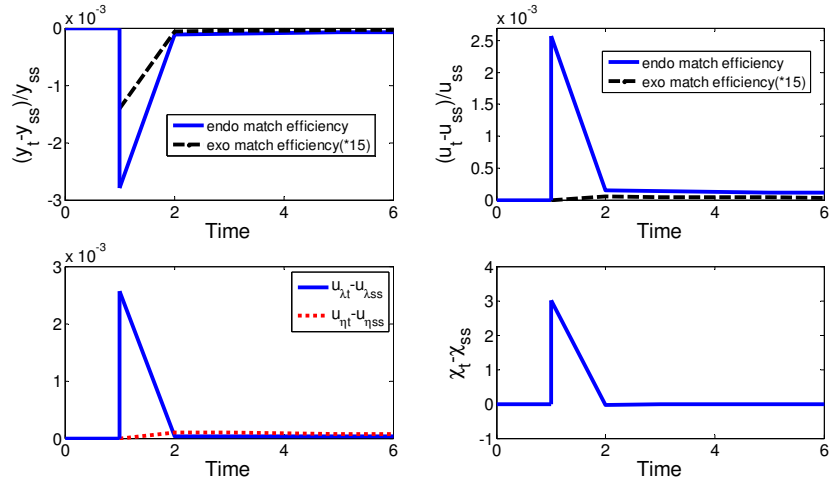 x 10⁻³
0
-1
-2
-3
0 2 4 6
Time
(y_t-y_ss)/y_ss
endo match efficiency
exo match efficiency(*15)
x 10⁻³
2.5
2
1.5
1
0.5
0
0 2 4 6
Time
(u_t-u_ss)/u_ss
endo match efficiency
exo match efficiency(*15)
x 10⁻³
3
2
1
0
0 2 4 6
Time
u_λt-u_λss
u_ηt-u_ηss
4
3
2
1
0
-1
0 2 4 6
Time
χ_t-χ_ss